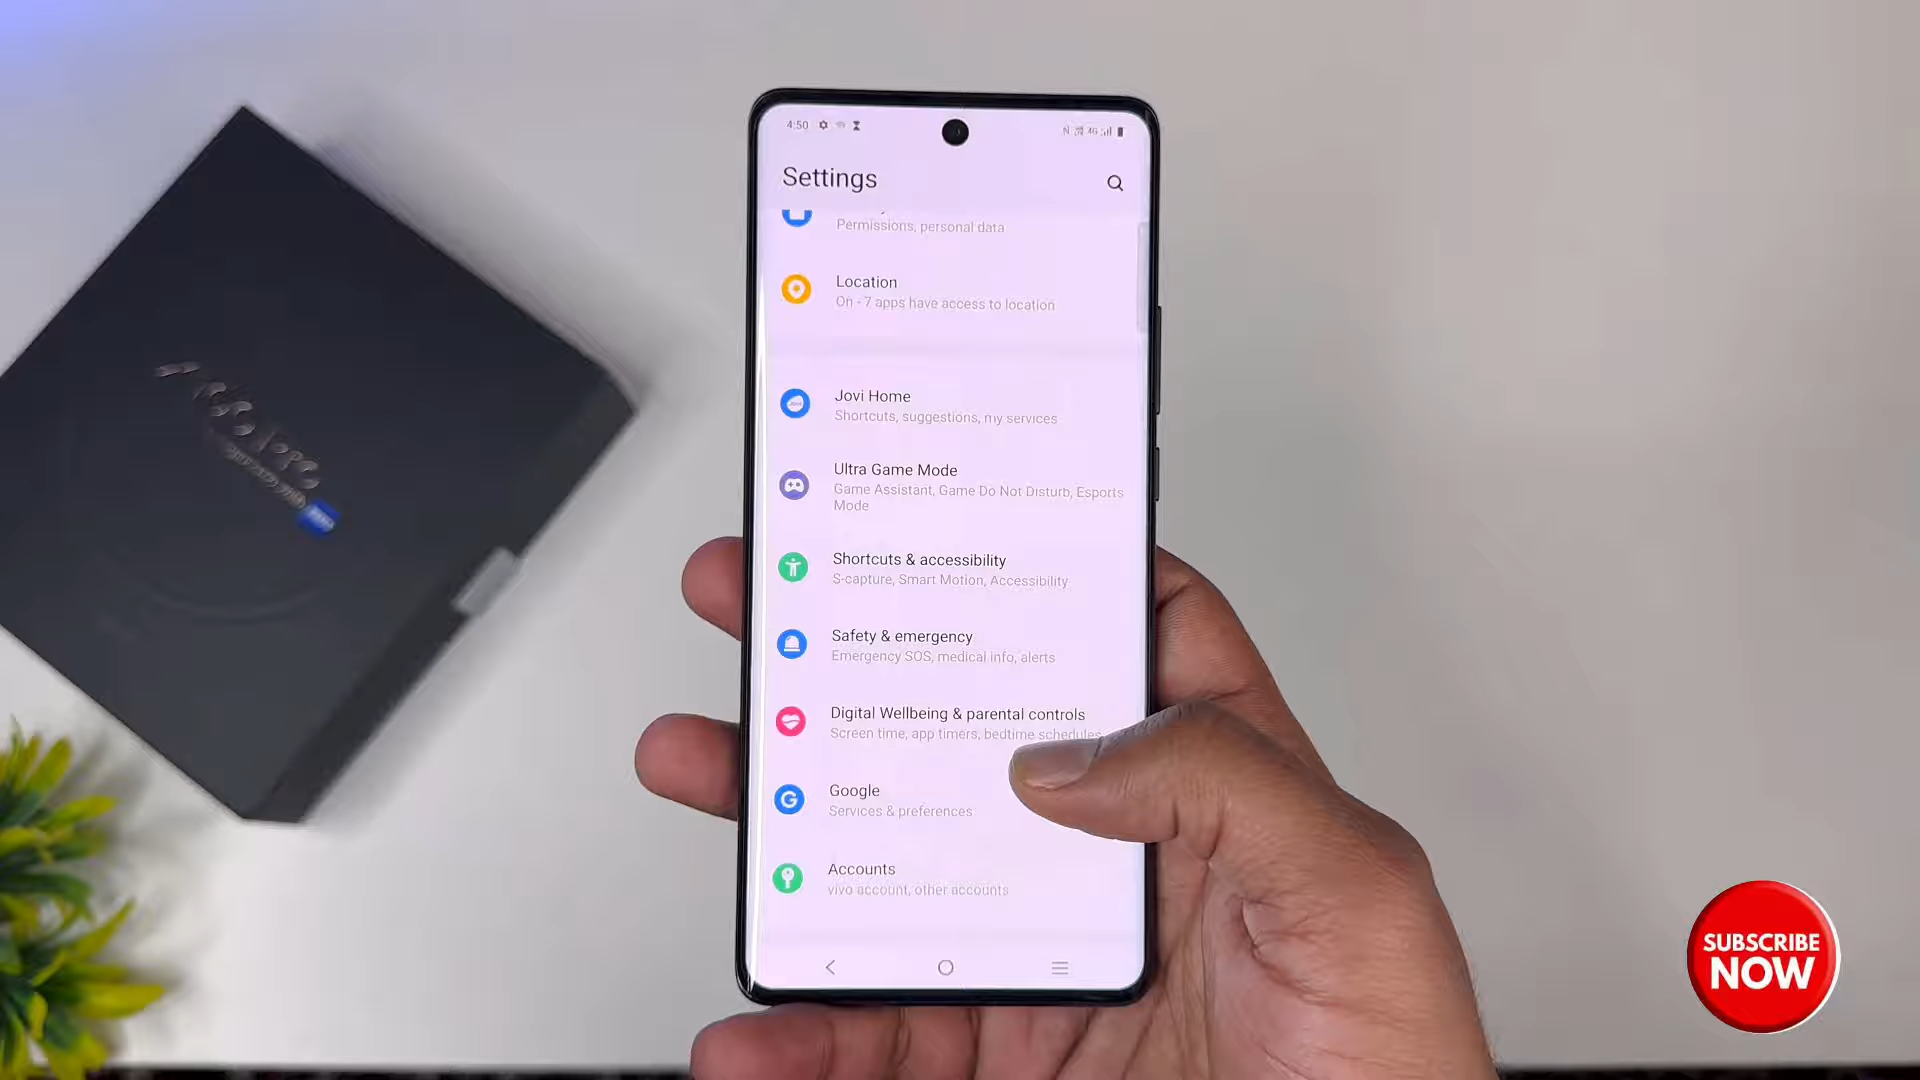 4:50
4G
Settings
Permissions, personal data
Location
On - 7 apps have access to location
Jovi Home
Shortcuts, suggestions, my services
Ultra Game Mode
Game Assistant, Game Do Not Disturb, Esports
Mode
Shortcuts & accessibility
S-capture, Smart Motion, Accessibility
Safety & emergency
Emergency SOS, medical info, alerts
Digital Wellbeing & parental controls
Screen time, app timers, bedtime schedules
Google
Services & preferences
Accounts
vivo account, other accounts
SUBSCRIBE
NOW